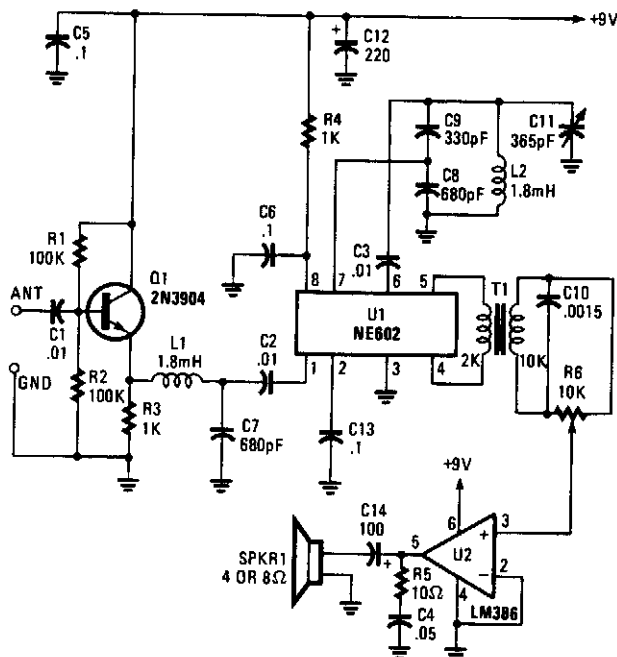 C5
.1
+
C12
220
+9V
R4
1K
C9
330pF
C11
365pF
C8
680pF
L2
1.8mH
R1
100K
C6
.1
C3
.01
Q1
2N3904
ANT
C1
.01
8
7
6
5
U1
NE602
T1
C10
.0015
2K
10K
R6
10K
L1
1.8mH
C2
.01
1
2
3
4
GND
R2
100K
R3
1K
C7
680pF
C13
.1
+9V
C14
100
+
SPKR1
4 OR 8Ω
5
6
+
3
U2
−
2
4
LM386
R5
10Ω
C4
.05